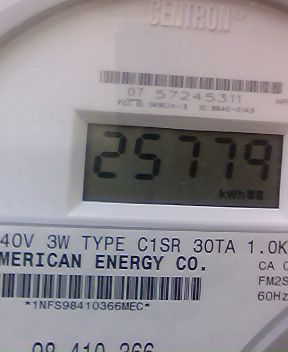 CENTRON
07 57245311
25779
kWh
40V 3W TYPE C1SR 30TA 1.0K
MERICAN ENERGY CO.
CA
FM2S
60Hz
*1NFS98410366MEC*
98 410 366